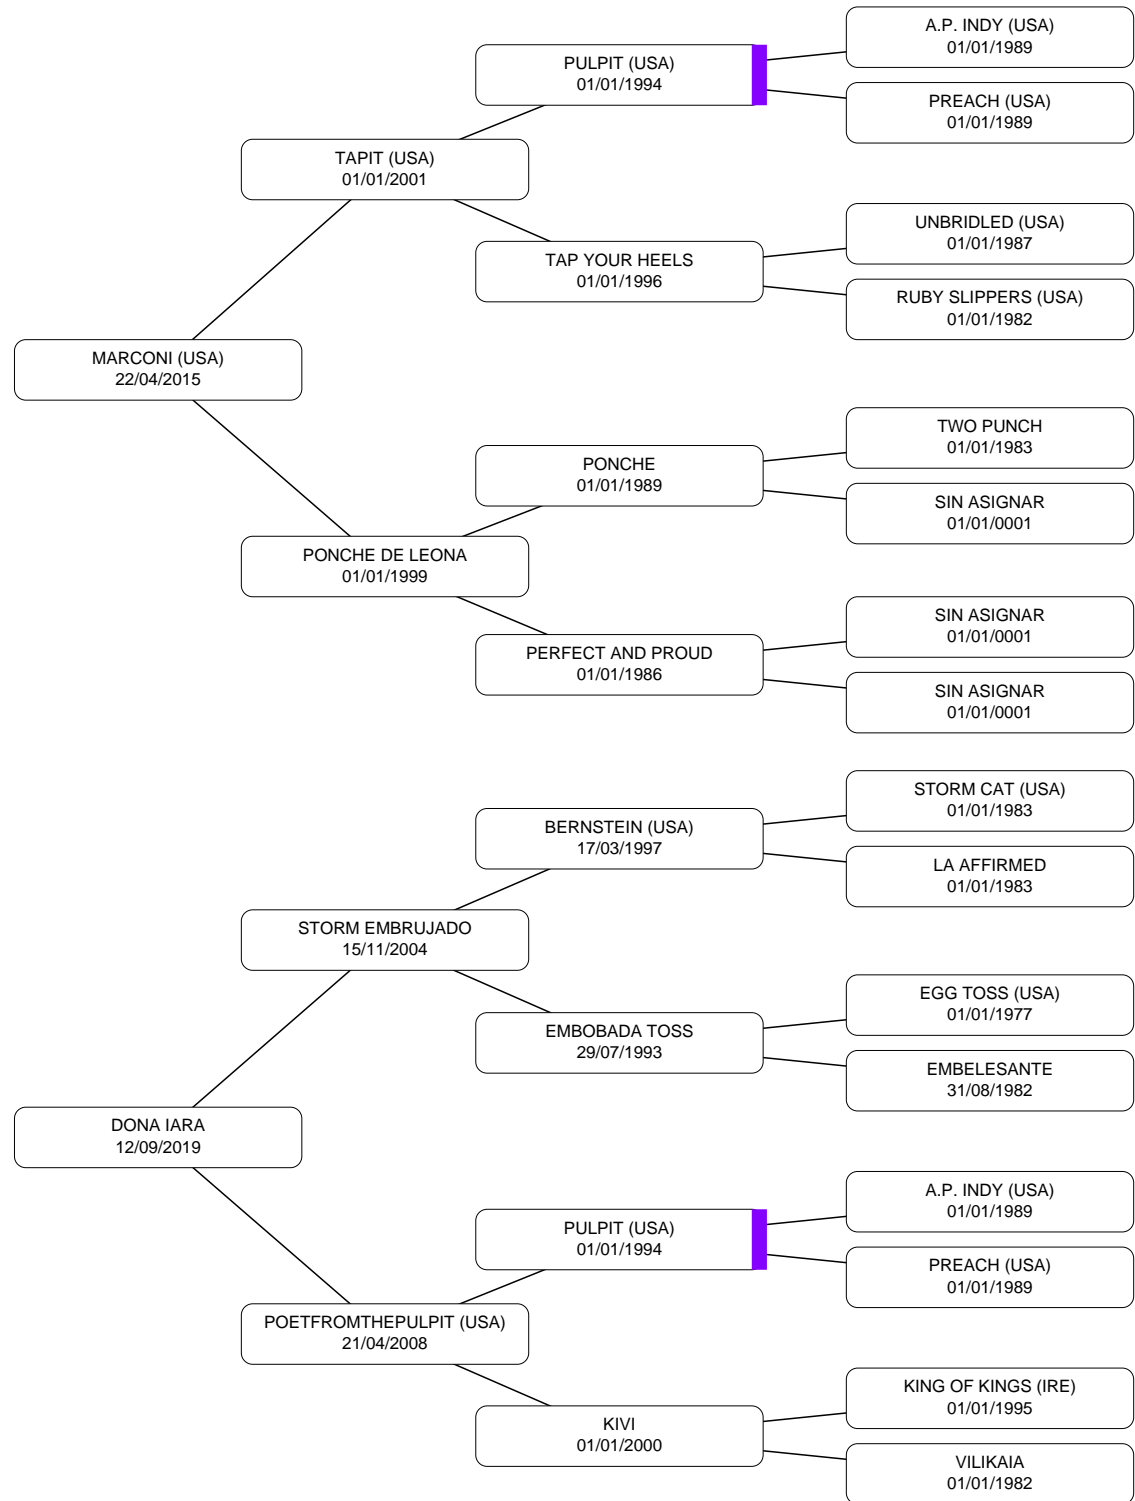 A.P. INDY (USA)
01/01/1989
PULPIT (USA)
01/01/1994
PREACH (USA)
01/01/1989
TAPIT (USA)
01/01/2001
UNBRIDLED (USA)
01/01/1987
TAP YOUR HEELS
01/01/1996
RUBY SLIPPERS (USA)
01/01/1982
MARCONI (USA)
22/04/2015
TWO PUNCH
01/01/1983
PONCHE
01/01/1989
SIN ASIGNAR
01/01/0001
PONCHE DE LEONA
01/01/1999
SIN ASIGNAR
01/01/0001
PERFECT AND PROUD
01/01/1986
SIN ASIGNAR
01/01/0001
STORM CAT (USA)
01/01/1983
BERNSTEIN (USA)
17/03/1997
LA AFFIRMED
01/01/1983
STORM EMBRUJADO
15/11/2004
EGG TOSS (USA)
01/01/1977
EMBOBADA TOSS
29/07/1993
EMBELESANTE
31/08/1982
DONA IARA
12/09/2019
A.P. INDY (USA)
01/01/1989
PULPIT (USA)
01/01/1994
PREACH (USA)
01/01/1989
POETFROMTHEPULPIT (USA)
21/04/2008
KING OF KINGS (IRE)
01/01/1995
KIVI
01/01/2000
VILIKAIA
01/01/1982